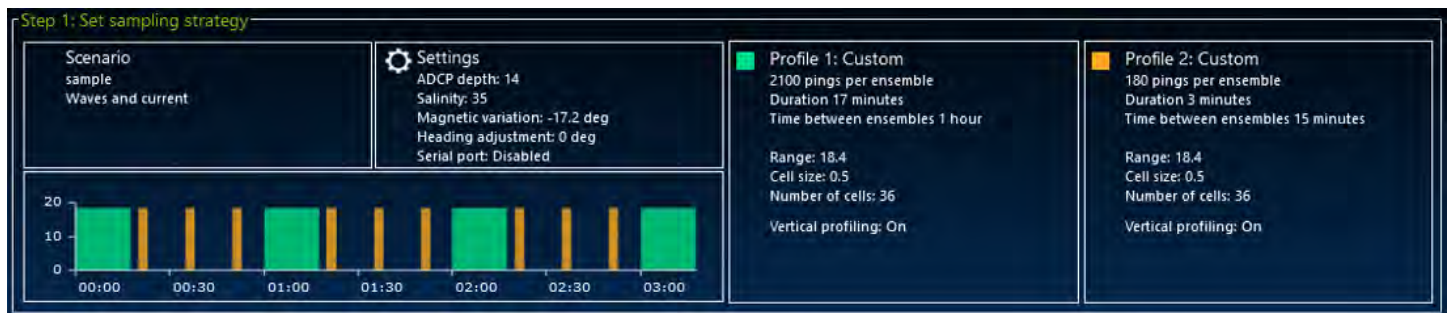 Step 1: Set sampling strategy
Scenario
sample
Waves and current
Settings
ADCP depth: 14
Salinity: 35
Magnetic variation: -17.2 deg
Heading adjustment: 0 deg
Serial port: Disabled
20
10
0
00:00 00:30 01:00 01:30 02:00 02:30 03:00
Profile 1: Custom
2100 pings per ensemble
Duration 17 minutes
Time between ensembles 1 hour
Range: 18.4
Cell size: 0.5
Number of cells: 36
Vertical profiling: On
Profile 2: Custom
180 pings per ensemble
Duration 3 minutes
Time between ensembles 15 minutes
Range: 18.4
Cell size: 0.5
Number of cells: 36
Vertical profiling: On